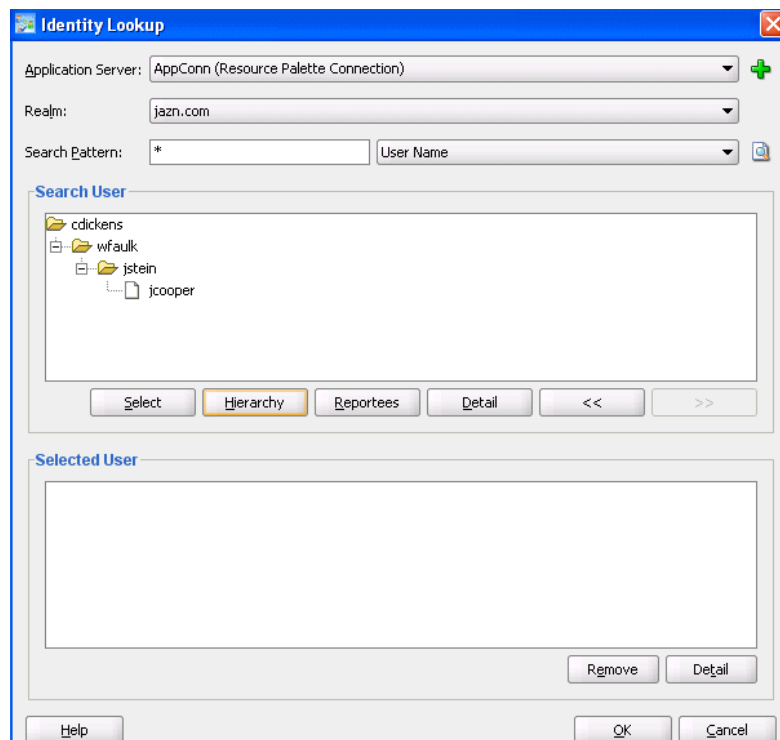 Identity Lookup
Application Server: AppConn (Resource Palette Connection)
Realm: jazn.com
Search Pattern: * User Name
Search User
cdickens
wfaulk
jstein
jcooper
Select Hierarchy Reportees Detail << >>
Selected User
Remove Detail
Help OK Cancel